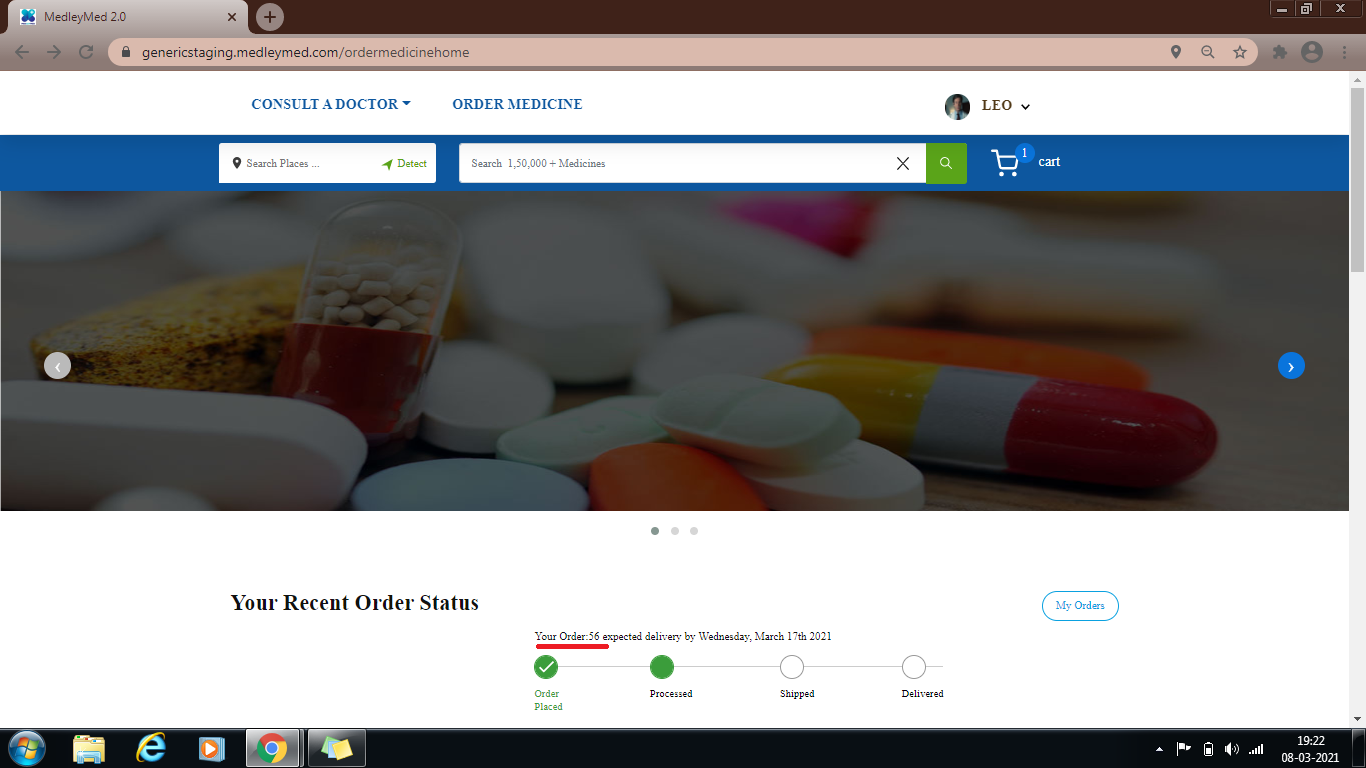 MedleyMed 2.0
genericstaging.medleymed.com/ordermedicinehome
CONSULT A DOCTOR ORDER MEDICINE LEO
Search Places ... Detect Search 1,50,000 + Medicines 1 cart
Your Recent Order Status My Orders
Your Order:56 expected delivery by Wednesday, March 17th 2021
Order Placed Processed Shipped Delivered
19:22
08-03-2021